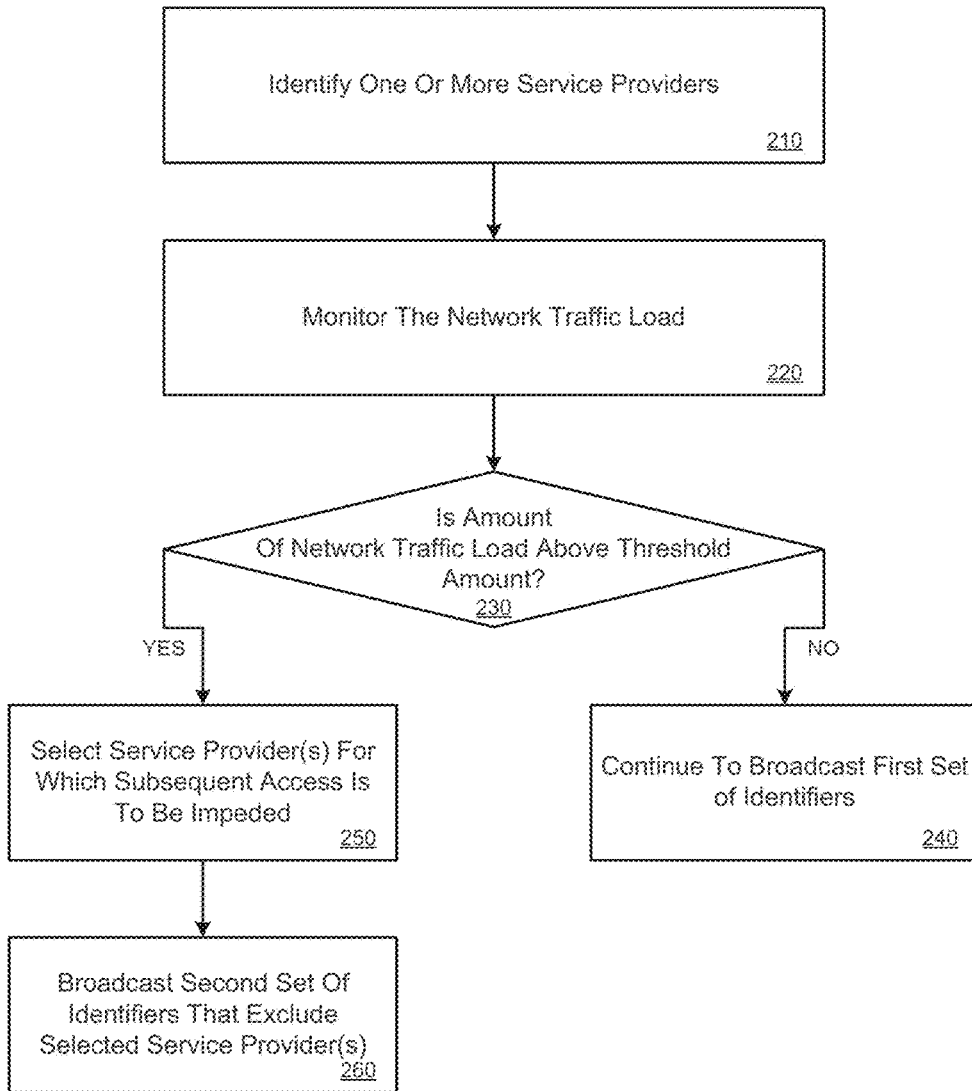 Identify One Or More Service Providers
210
Monitor The Network Traffic Load
220
Is Amount
Of Network Traffic Load Above Threshold
Amount?
230
YES
NO
Select Service Provider(s) For
Which Subsequent Access Is
To Be Impeded
250
Continue To Broadcast First Set
of Identifiers
240
Broadcast Second Set Of
Identifiers That Exclude
Selected Service Provider(s)
260